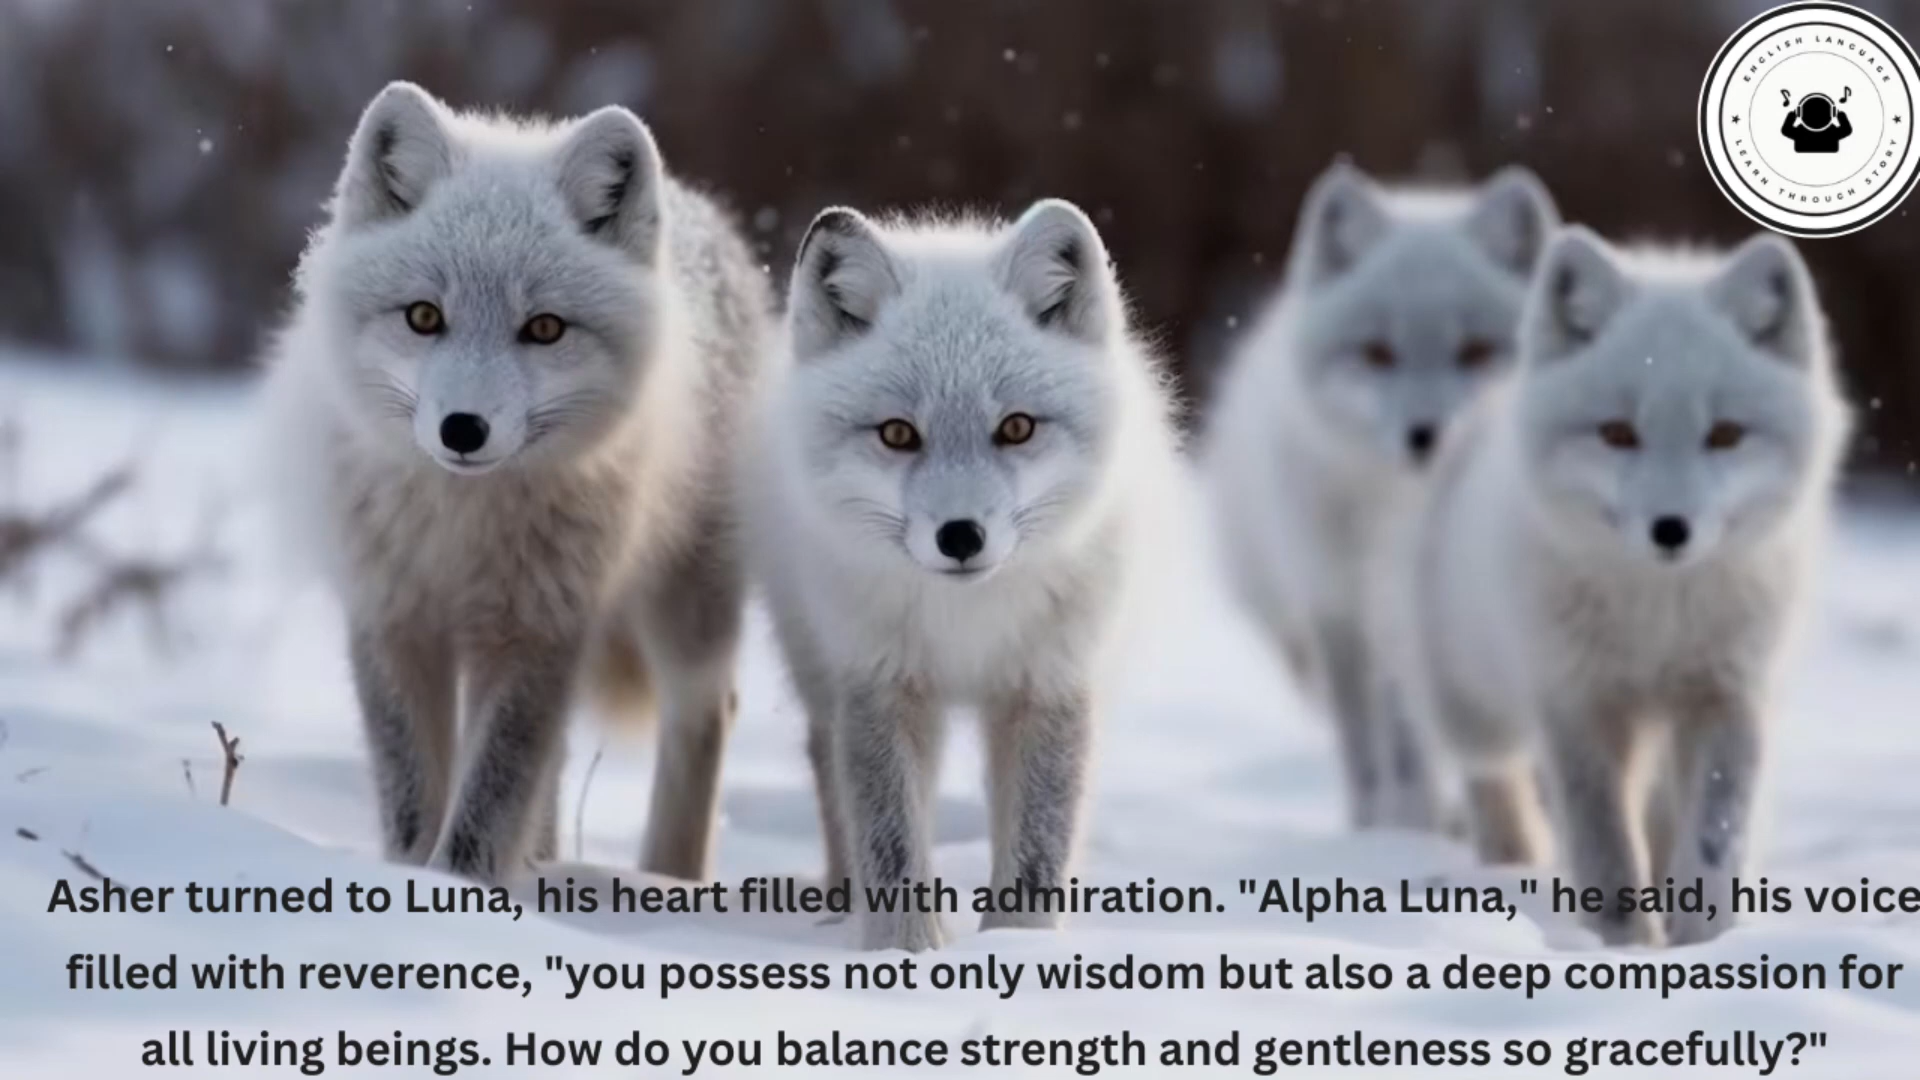 ENGLISH LANGUAGE
LEARN THROUGH STORY
Asher turned to Luna, his heart filled with admiration. "Alpha Luna," he said, his voice
filled with reverence, "you possess not only wisdom but also a deep compassion for
all living beings. How do you balance strength and gentleness so gracefully?"